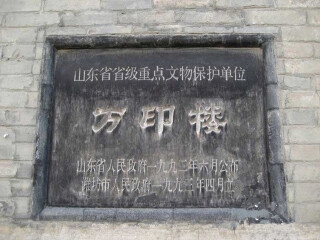 山东省省级重点文物保护单位
万印楼
山东省人民政府一九九二年六月公布
潍坊市人民政府一九九三年四月立